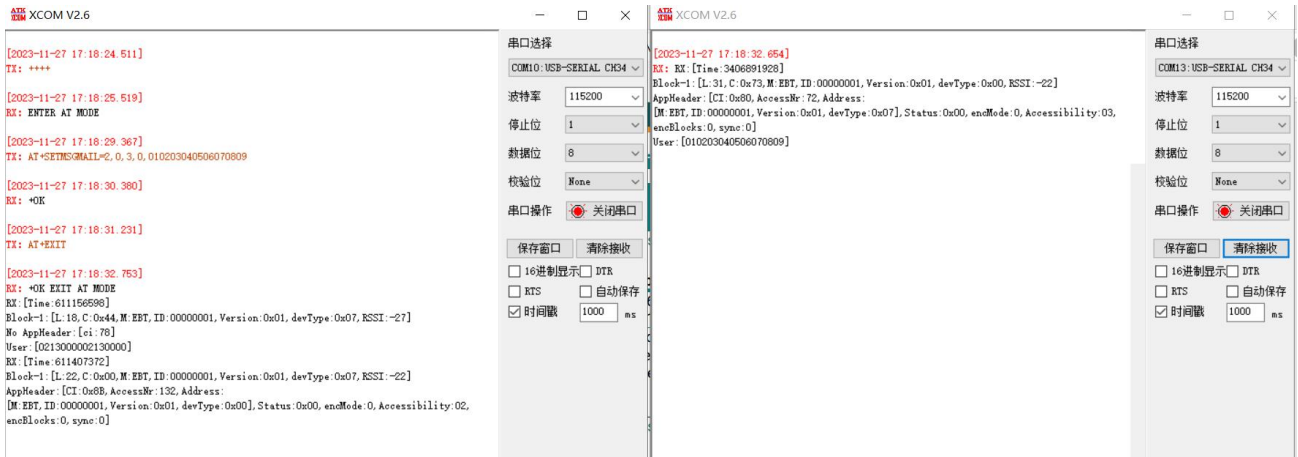 XCOM V2.6
[2023-11-27 17:18:24.511]
TX: ++++
[2023-11-27 17:18:25.519]
RX: ENTER AT MODE
[2023-11-27 17:18:29.367]
TX: AT+SETMSGMAIL=2,0,3,0,010203040506070809
[2023-11-27 17:18:30.380]
RX: +OK
[2023-11-27 17:18:31.231]
TX: AT+EXIT
[2023-11-27 17:18:32.753]
RX: +OK EXIT AT MODE
RX:[Time:611156598]
Block-1:[L:18,C:0x44,M:EBT,ID:00000001,Version:0x01,devType:0x07,RSSI:-27]
No AppHeader:[ci:78]
User:[0213000002130000]
RX:[Time:611407372]
Block-1:[L:22,C:0x00,M:EBT,ID:00000001,Version:0x01,devType:0x07,RSSI:-22]
AppHeader:[CI:0x8B,AccessNr:132,Address:
[M:EBT,ID:00000001,Version:0x01,devType:0x00],Status:0x00,encMode:0,Accessibility:02,
encBlocks:0,sync:0]
串口选择
COM10:USB-SERIAL CH34
波特率 115200
停止位 1
数据位 8
校验位 None
串口操作 关闭串口
保存窗口 清除接收
16进制显示 DTR
RTS 自动保存
时间戳 1000 ms
XCOM V2.6
[2023-11-27 17:18:32.654]
RX: RX:[Time:3406891928]
Block-1:[L:31,C:0x73,M:EBT,ID:00000001,Version:0x01,devType:0x00,RSSI:-22]
AppHeader:[CI:0x80,AccessNr:72,Address:
[M:EBT,ID:00000001,Version:0x01,devType:0x07],Status:0x00,encMode:0,Accessibility:03,
encBlocks:0,sync:0]
User:[010203040506070809]
串口选择
COM13:USB-SERIAL CH34
波特率 115200
停止位 1
数据位 8
校验位 None
串口操作 关闭串口
保存窗口 清除接收
16进制显示 DTR
RTS 自动保存
时间戳 1000 ms